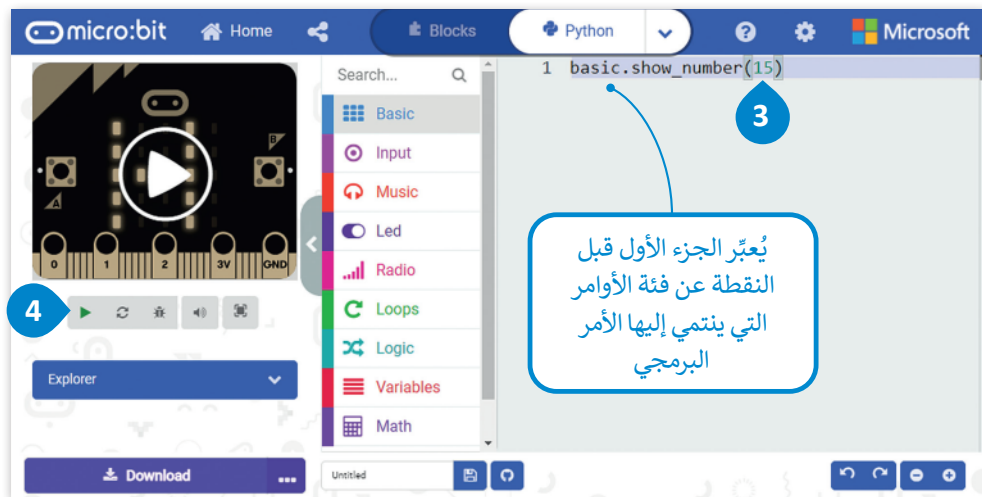 micro:bit Home Blocks Python Microsoft
Search...
Basic
Input
Music
Led
Radio
Loops
Logic
Variables
Math
1 basic.show_number(15)
3
يُعبِّر الجزء الأول قبل
النقطة عن فئة الأوامر
التي ينتمي إليها الأمر
البرمجي
B
A
0 1 2 3V GND
4
Explorer
Download ...
Untitled